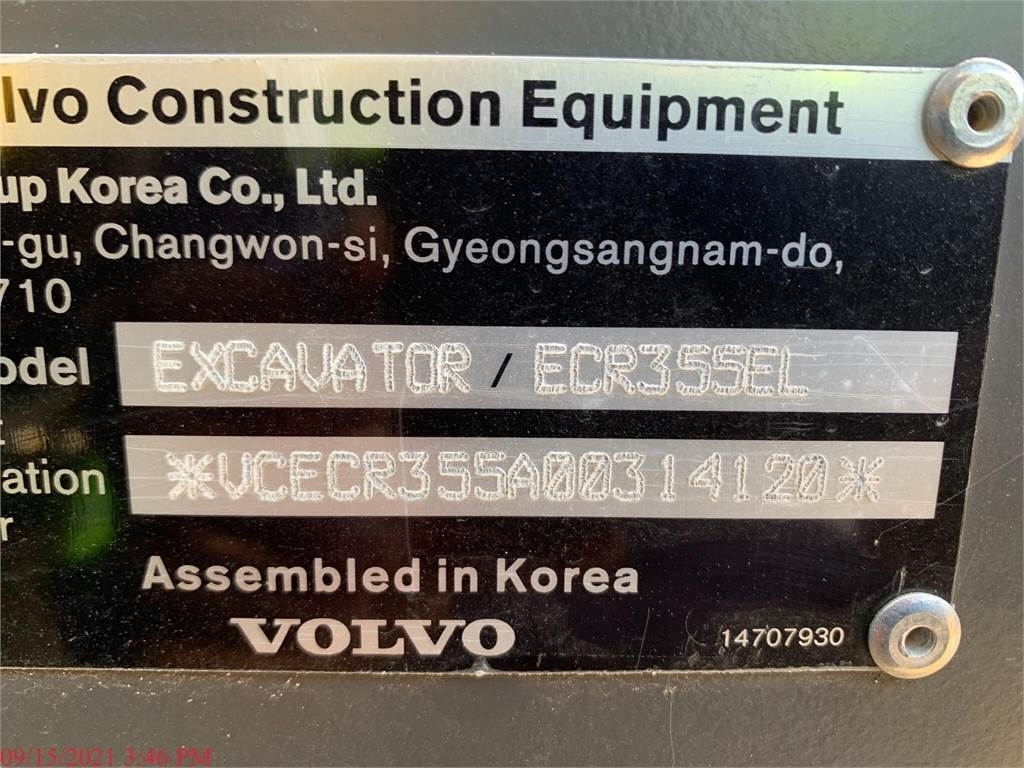 lvo Construction Equipment
up Korea Co., Ltd.
-gu, Changwon-si, Gyeongsangnam-do,
710
odel EXCAVATOR / ECR355EL
ation *VCECR355A00314120*
r
Assembled in Korea
VOLVO 14707930
09/15/2021 3:46 PM